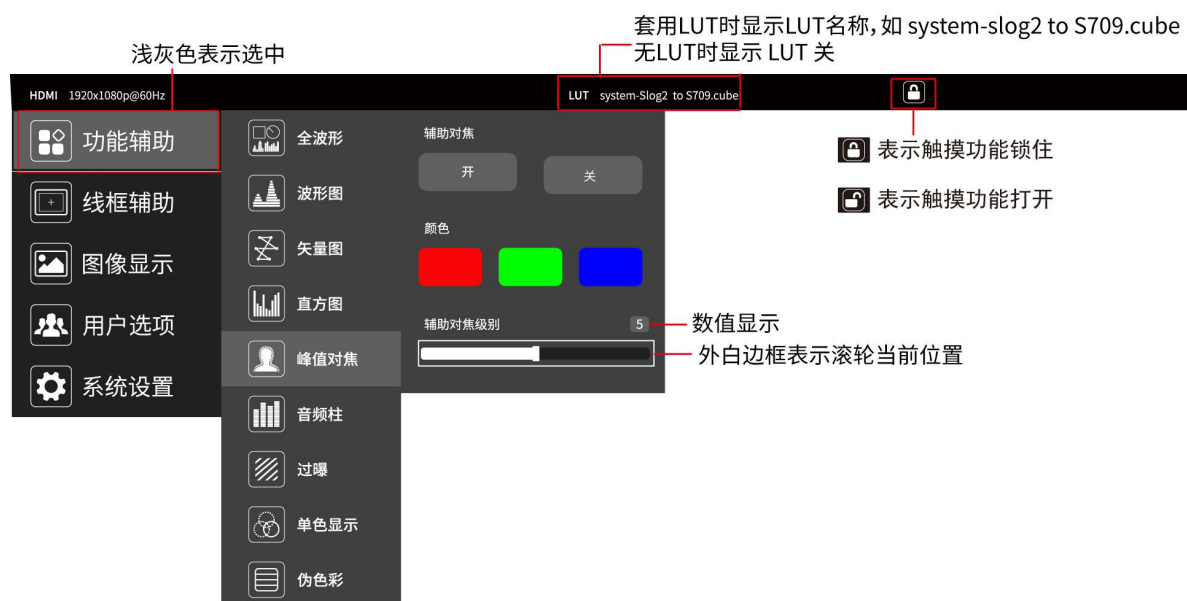 套用LUT时显示LUT名称，如 system-slog2 to S709.cube
无LUT时显示 LUT 关
浅灰色表示选中
HDMI 1920x1080p@60Hz
LUT system-Slog2 to S709.cube
功能辅助
线框辅助
图像显示
用户选项
系统设置
全波形
波形图
矢量图
直方图
峰值对焦
音频柱
过曝
单色显示
伪色彩
辅助对焦
开 关
颜色
辅助对焦级别 5
数值显示
外白边框表示滚轮当前位置
表示触摸功能锁住
表示触摸功能打开